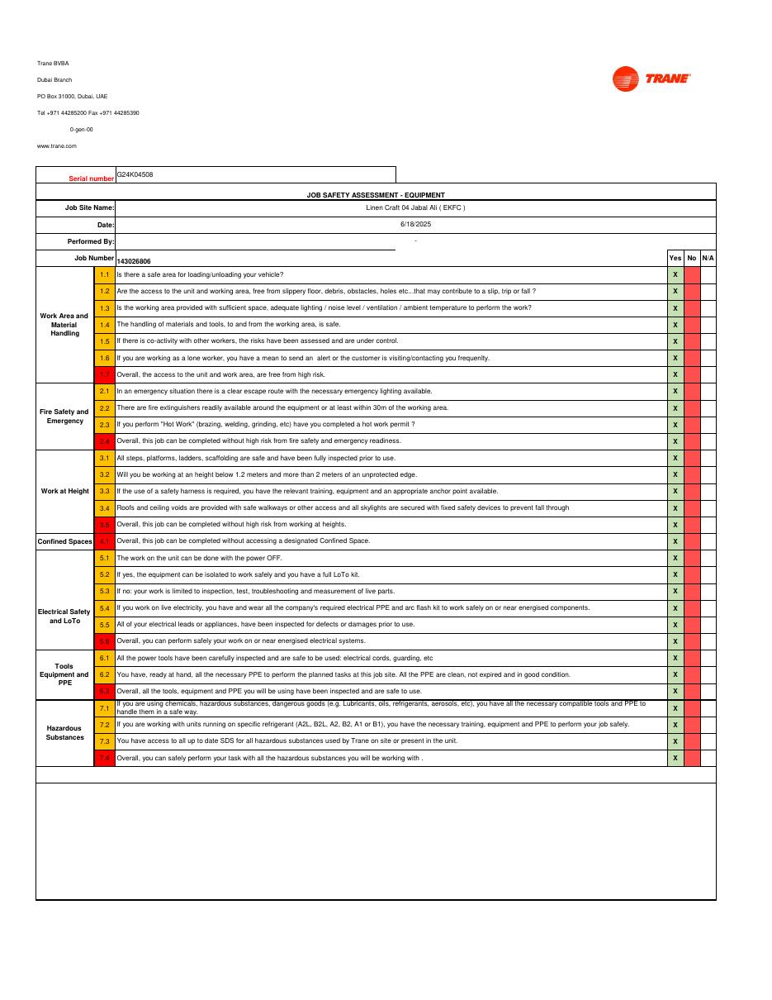 Trane BVBA
Dubai Branch
PO Box 31000, Dubai, UAE
Tel +971 44285200 Fax +971 44285390
0-gen-00
www.trane.com
TRANE
Serial number G24K04508
JOB SAFETY ASSESSMENT - EQUIPMENT
Job Site Name: Linen Craft 04 Jabal Ali ( EKFC )
Date: 6/18/2025
Performed By: -
Job Number 143026806 Yes No N/A
Work Area and Material Handling
1.1 Is there a safe area for loading/unloading your vehicle? X
1.2 Are the access to the unit and working area, free from slippery floor, debris, obstacles, holes etc...that may contribute to a slip, trip or fall ? X
1.3 Is the working area provided with sufficient space, adequate lighting / noise level / ventilation / ambient temperature to perform the work? X
1.4 The handling of materials and tools, to and from the working area, is safe. X
1.5 If there is co-activity with other workers, the risks have been assessed and are under control. X
1.6 If you are working as a lone worker, you have a mean to send an  alert or the customer is visiting/contacting you frequenlty. X
1.7 Overall, the access to the unit and work area, are free from high risk. X
Fire Safety and Emergency
2.1 In an emergency situation there is a clear escape route with the necessary emergency lighting available. X
2.2 There are fire extinguishers readily available around the equipment or at least within 30m of the working area. X
2.3 If you perform "Hot Work" (brazing, welding, grinding, etc) have you completed a hot work permit ? X
2.4 Overall, this job can be completed without high risk from fire safety and emergency readiness. X
Work at Height
3.1 All steps, platforms, ladders, scaffolding are safe and have been fully inspected prior to use. X
3.2 Will you be working at an height below 1.2 meters and more than 2 meters of an unprotected edge. X
3.3 If the use of a safety harness is required, you have the relevant training, equipment and an appropriate anchor point available. X
3.4 Roofs and ceiling voids are provided with safe walkways or other access and all skylights are secured with fixed safety devices to prevent fall through X
3.5 Overall, this job can be completed without high risk from working at heights. X
Confined Spaces 4.1 Overall, this job can be completed without accessing a designated Confined Space. X
Electrical Safety and LoTo
5.1 The work on the unit can be done with the power OFF. X
5.2 If yes, the equipment can be isolated to work safely and you have a full LoTo kit. X
5.3 If no: your work is limited to inspection, test, troubleshooting and measurement of live parts. X
5.4 If you work on live electricity, you have and wear all the company's required electrical PPE and arc flash kit to work safely on or near energised components. X
5.5 All of your electrical leads or appliances, have been inspected for defects or damages prior to use. X
5.6 Overall, you can perform safely your work on or near energised electrical systems. X
Tools Equipment and PPE
6.1 All the power tools have been carefully inspected and are safe to be used: electrical cords, guarding, etc X
6.2 You have, ready at hand, all the necessary PPE to perform the planned tasks at this job site. All the PPE are clean, not expired and in good condition. X
6.3 Overall, all the tools, equipment and PPE you will be using have been inspected and are safe to use. X
Hazardous Substances
7.1 If you are using chemicals, hazardous substances, dangerous goods (e.g. Lubricants, oils, refrigerants, aerosols, etc), you have all the necessary compatible tools and PPE to
handle them in a safe way. X
7.2 If you are working with units running on specific refrigerant (A2L, B2L, A2, B2, A1 or B1), you have the necessary training, equipment and PPE to perform your job safely. X
7.3 You have access to all up to date SDS for all hazardous substances used by Trane on site or present in the unit. X
7.4 Overall, you can safely perform your task with all the hazardous substances you will be working with . X